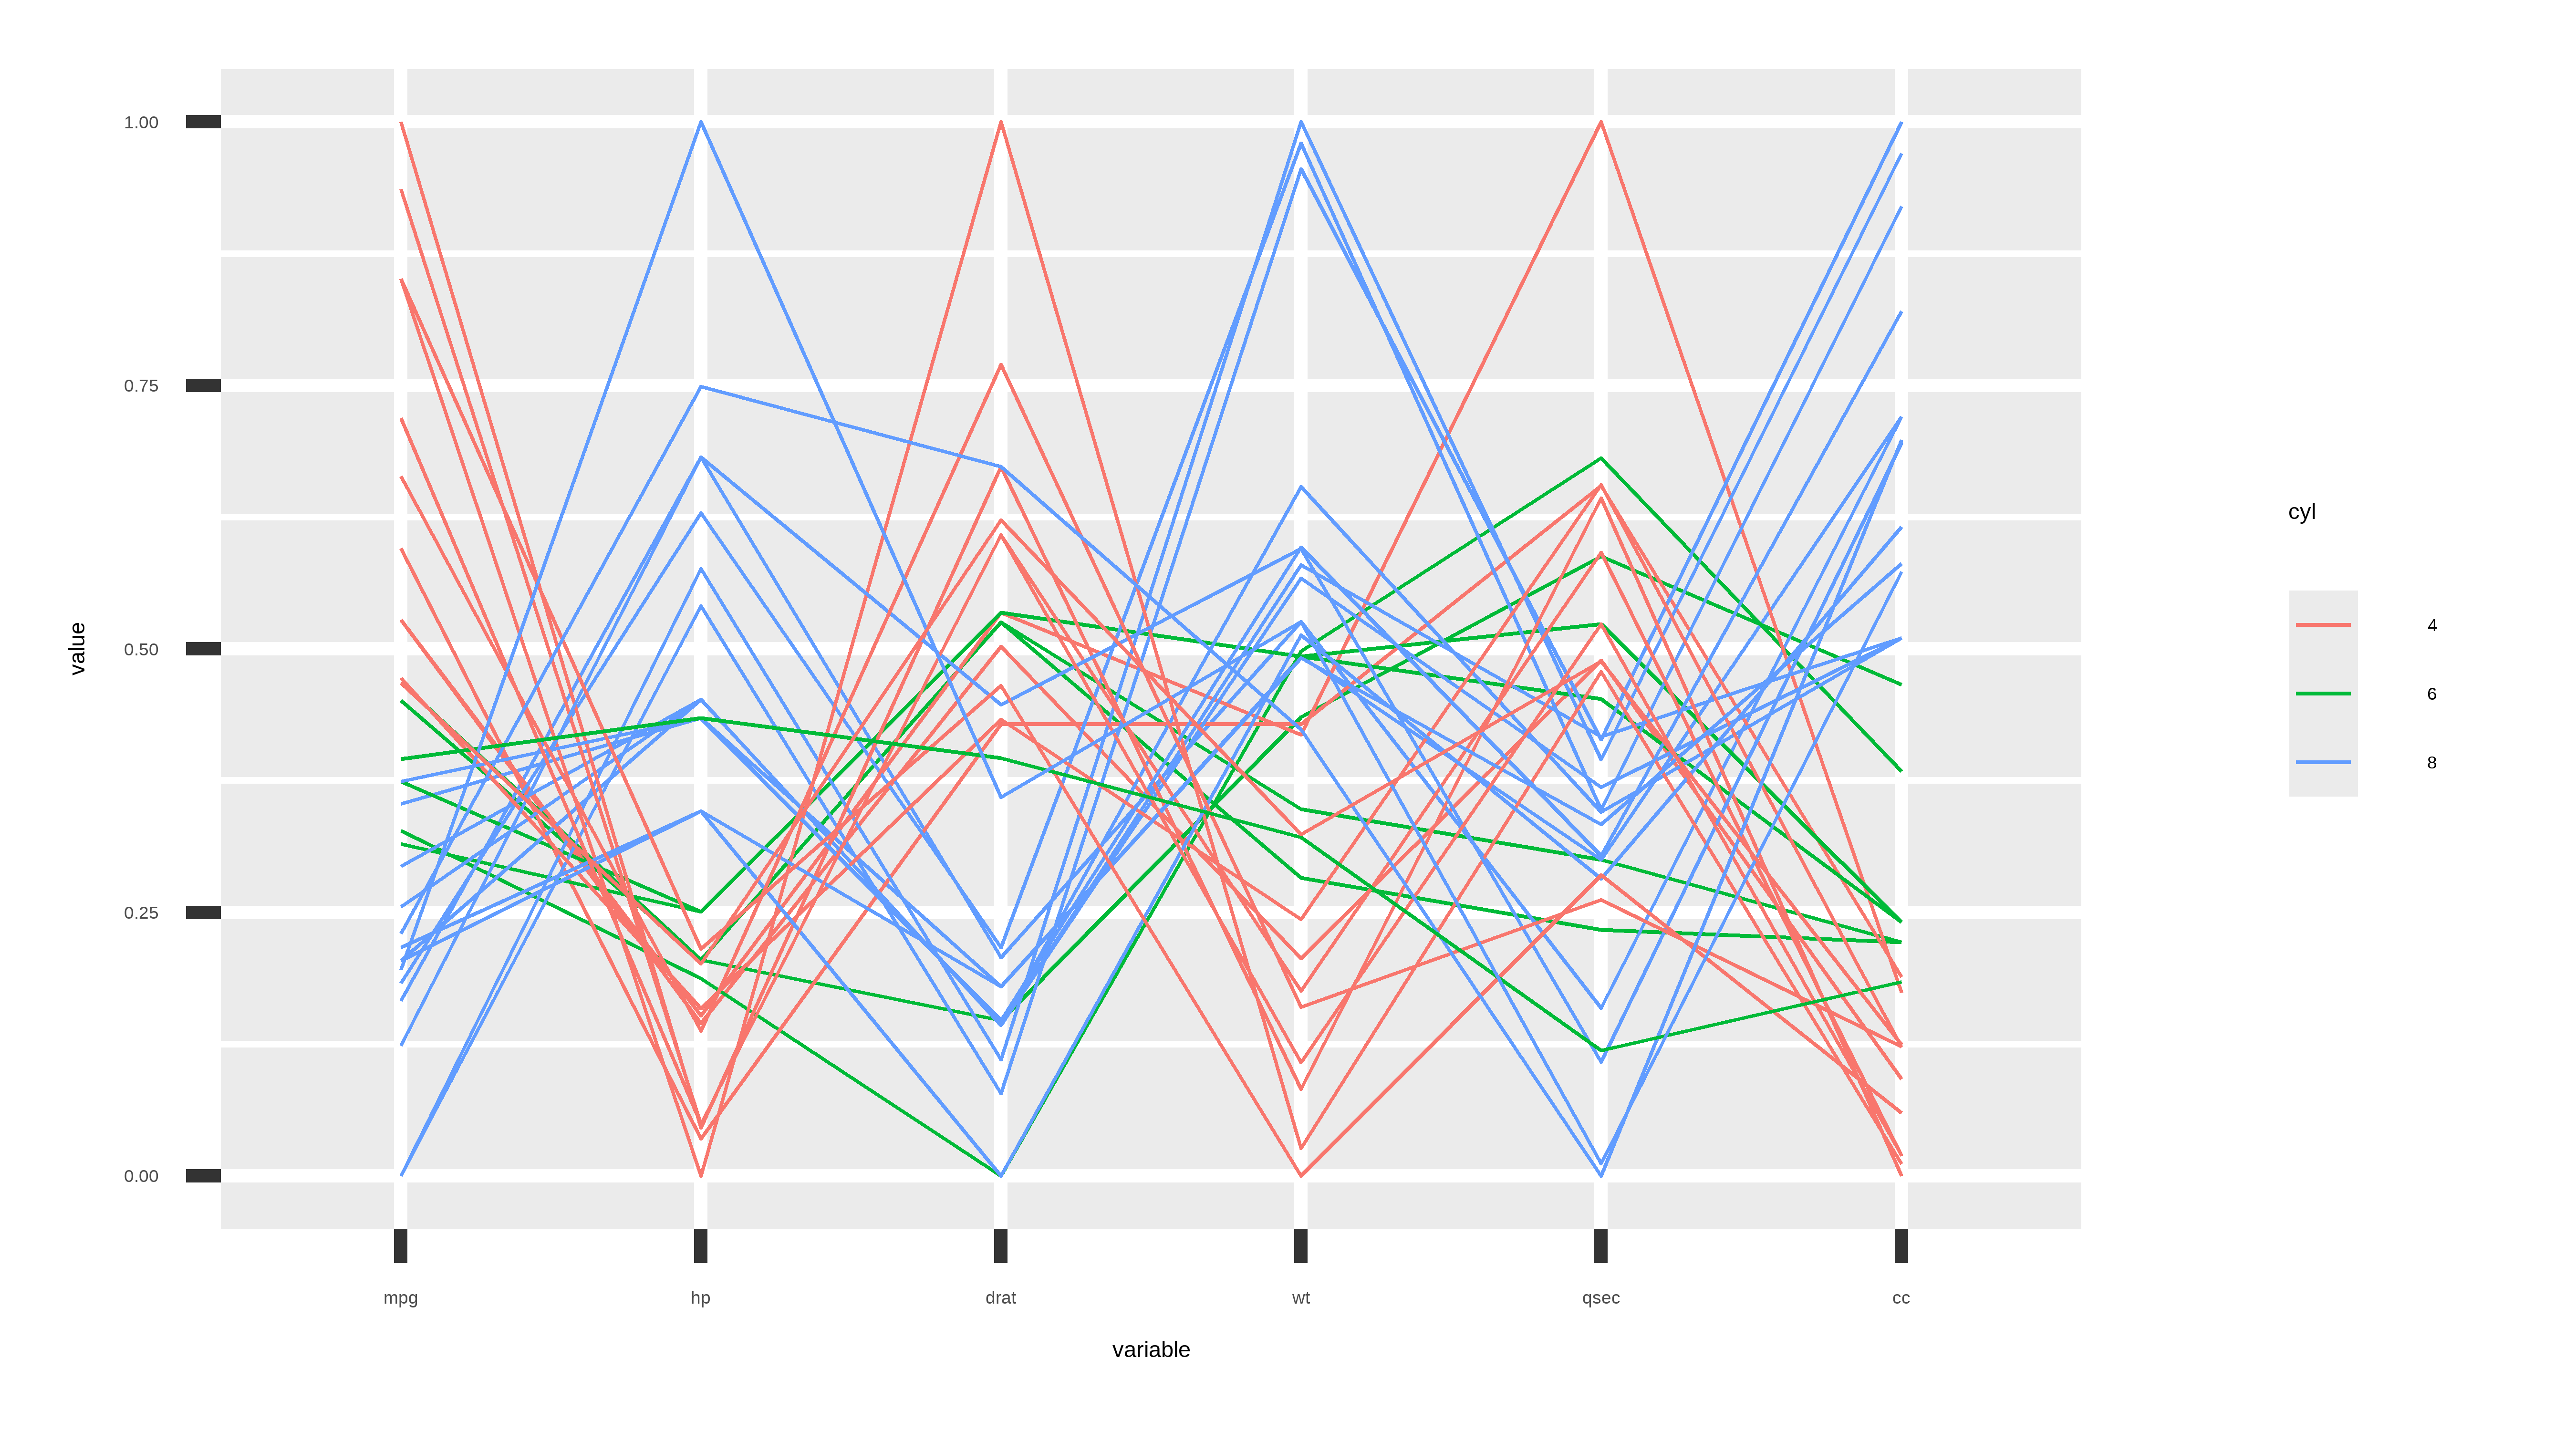 1.00
0.75
0.50
0.25
0.00
value
mpg hp drat wt qsec cc
variable
cyl
4
6
8